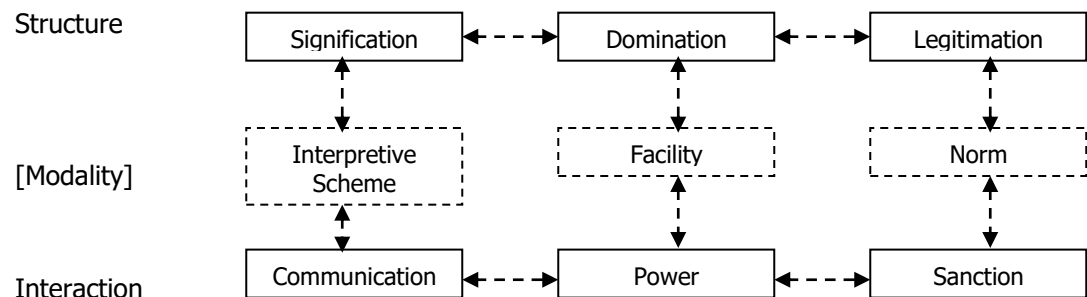 Structure
Signification
Domination
Legitimation
[Modality]
Interpretive
Scheme
Facility
Norm
Interaction
Communication
Power
Sanction